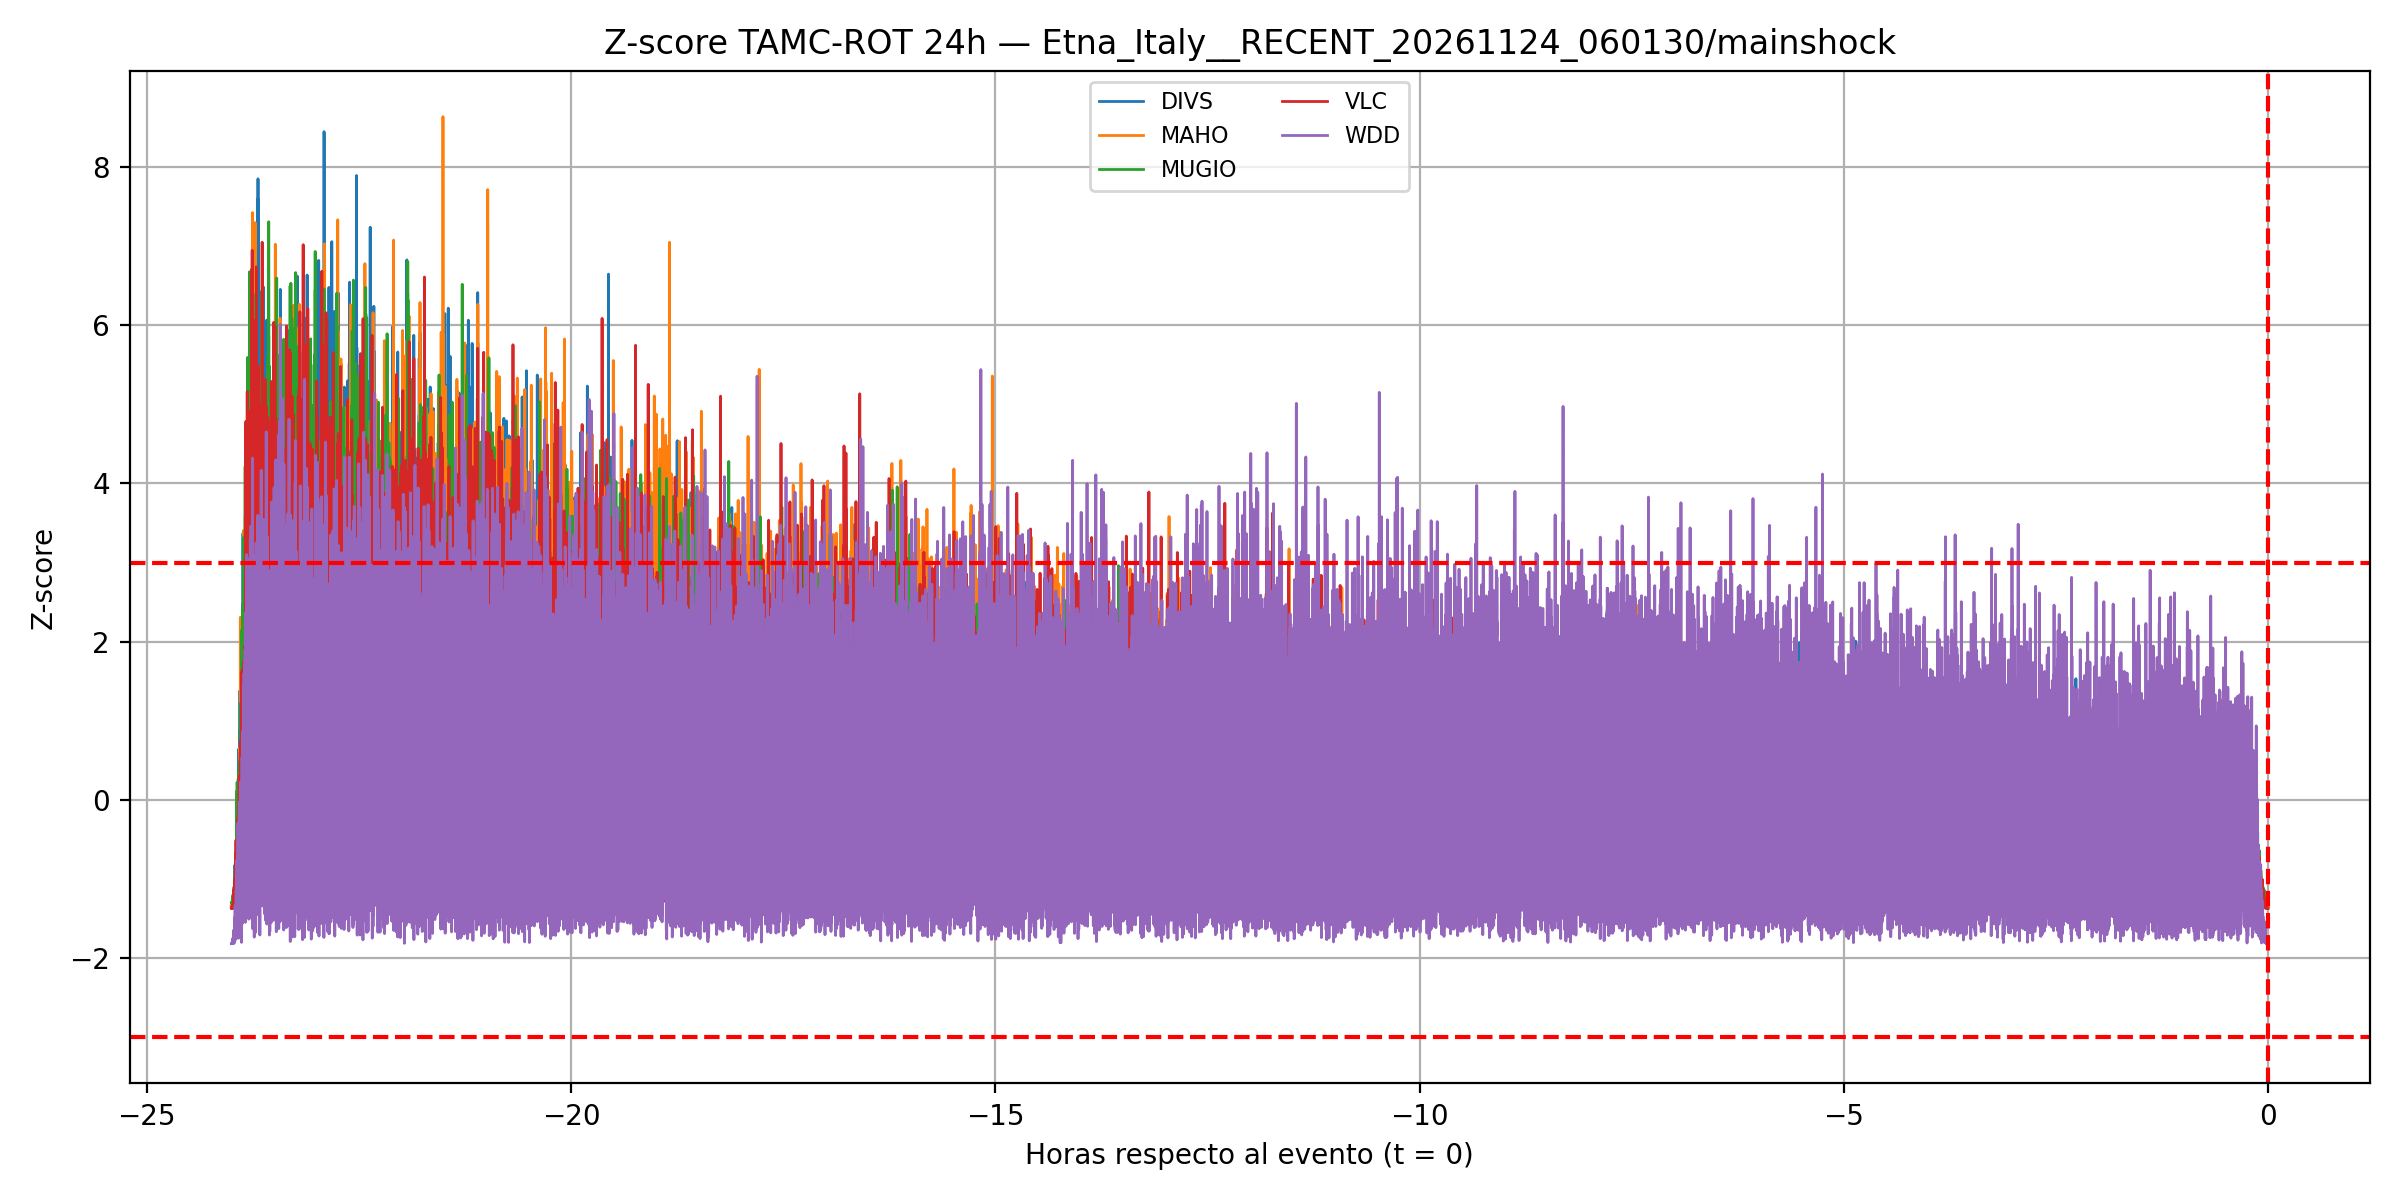 Z-score TAMC-ROT 24h — Etna_Italy__RECENT_20261124_060130/mainshock
DIVS
MAHO
MUGIO
VLC
WDD
Z-score
8
6
4
2
0
−2
−25
−20
−15
−10
−5
0
Horas respecto al evento (t = 0)